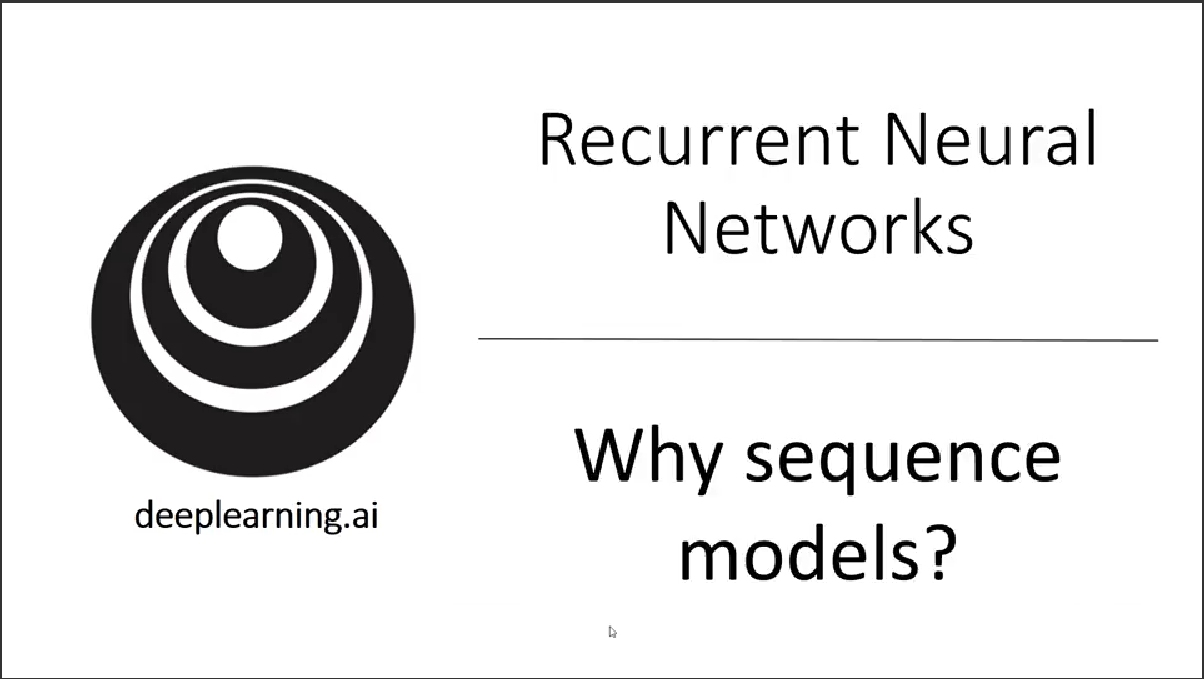 Recurrent Neural
Networks
Why sequence
models?
deeplearning.ai